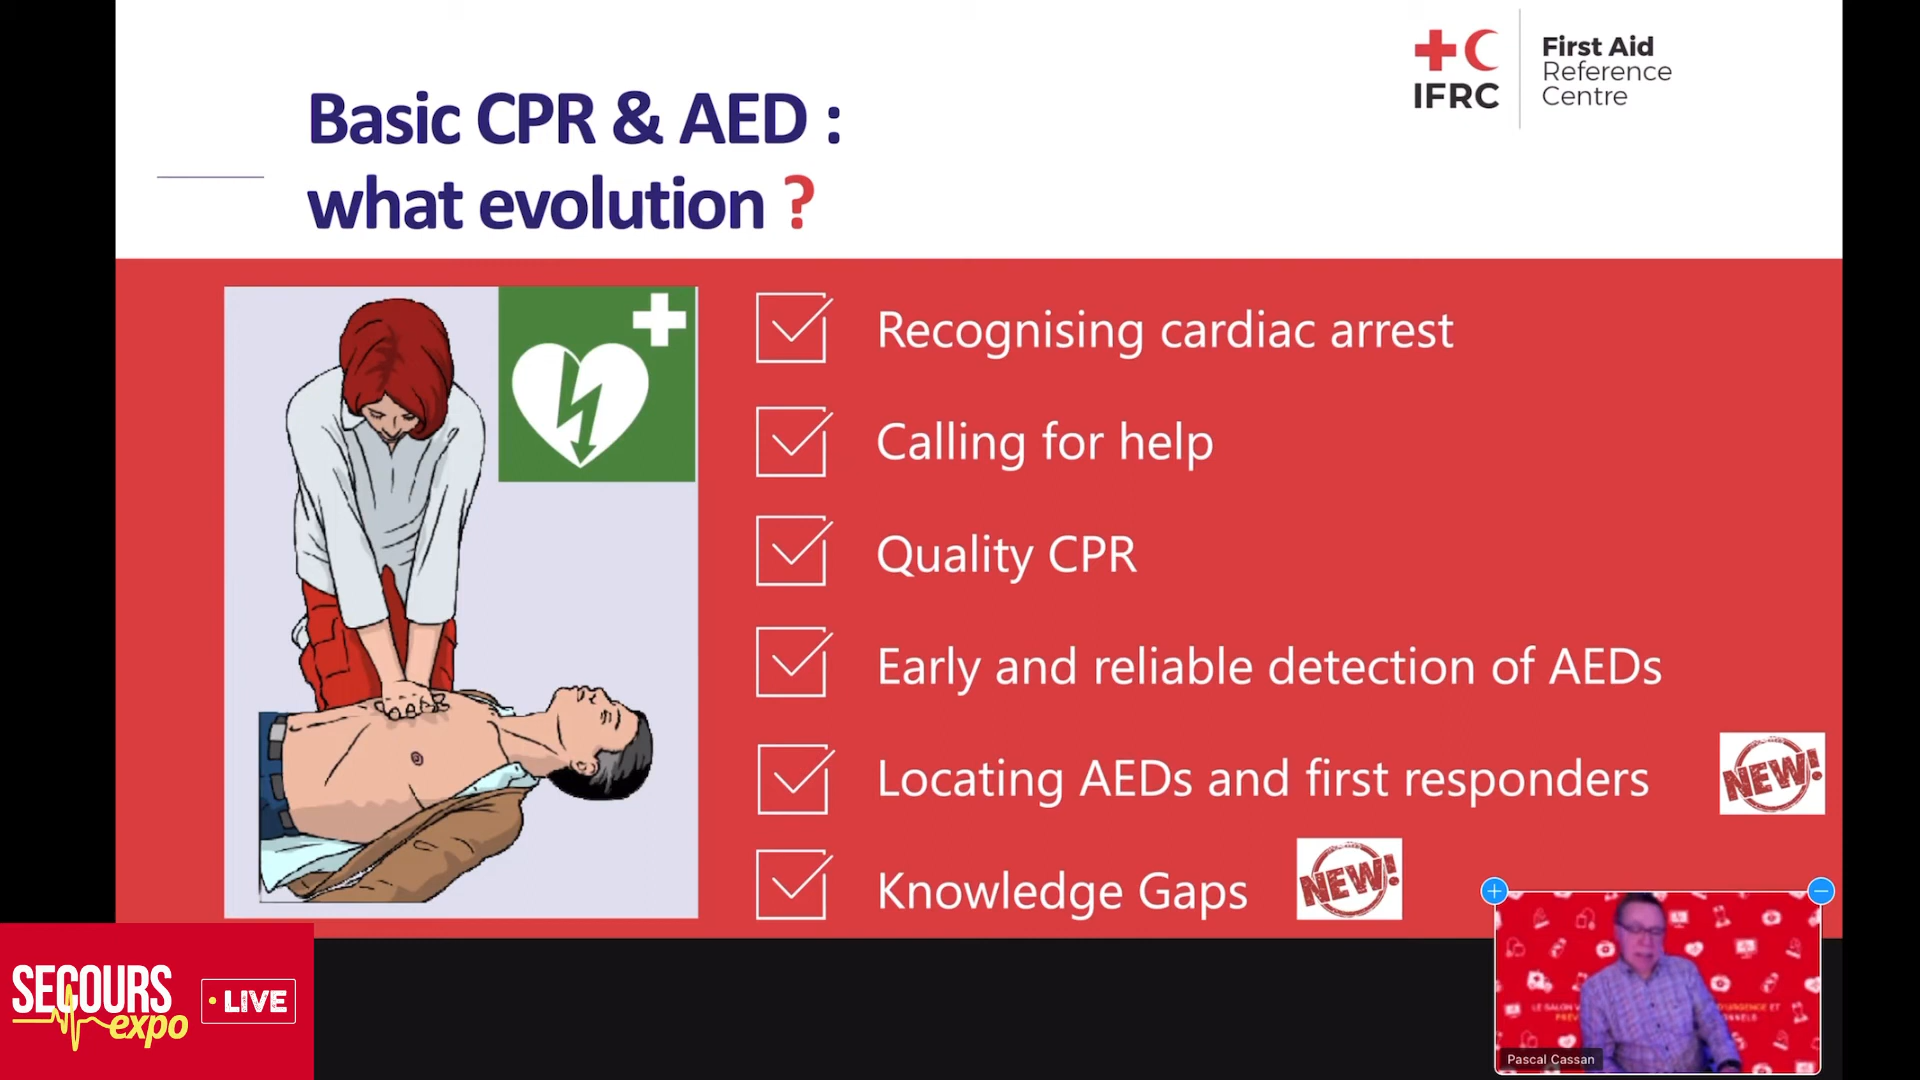 Basic CPR & AED :
what evolution ?
IFRC
First Aid
Reference
Centre
Recognising cardiac arrest
Calling for help
Quality CPR
Early and reliable detection of AEDs
Locating AEDs and first responders
NEW!
Knowledge Gaps
NEW!
SECOURS
expo
LIVE
LE SALON
Pascal Cassan